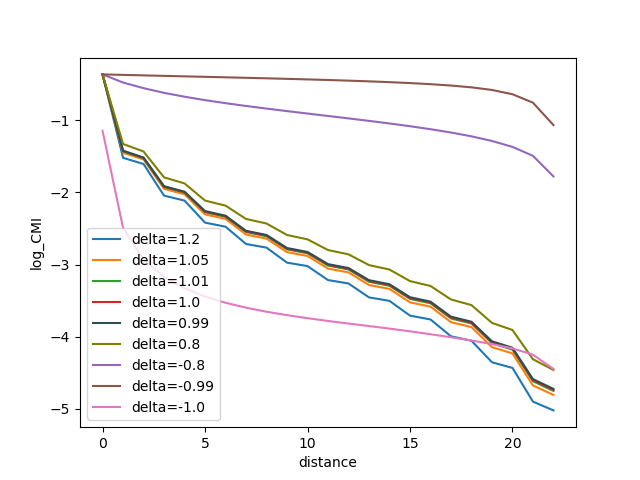 −1
−2
−3
−4
−5
log_CMI
delta=1.2
delta=1.05
delta=1.01
delta=1.0
delta=0.99
delta=0.8
delta=-0.8
delta=-0.99
delta=-1.0
0 5 10 15 20
distance